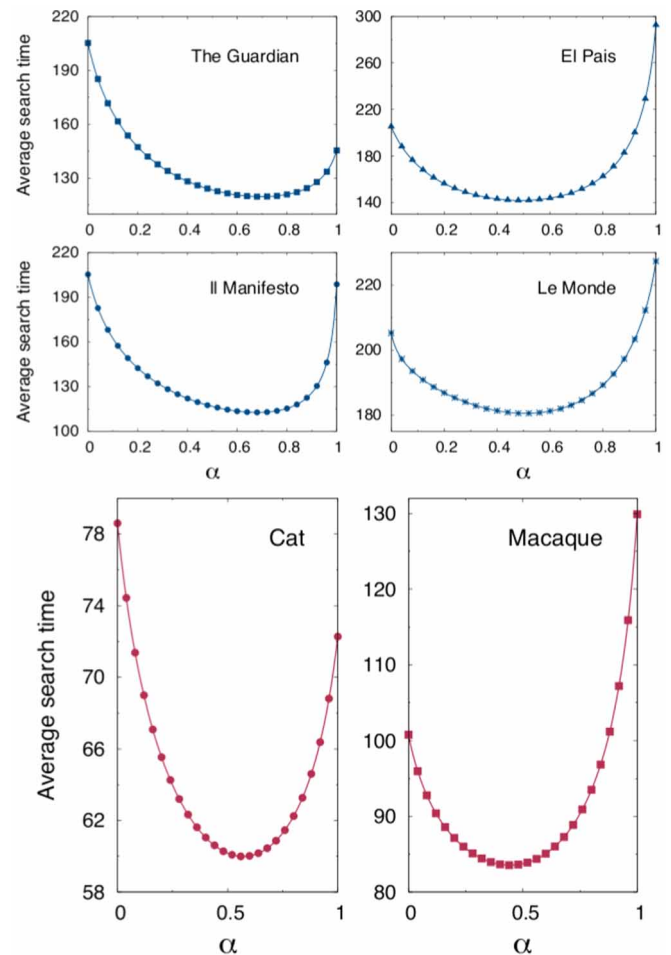 Average search time
220
190
160
130
The Guardian
0 0.2 0.4 0.6 0.8 1
300
260
220
180
140
El Pais
0 0.2 0.4 0.6 0.8 1
Average search time
220
190
160
130
100
Il Manifesto
0 0.2 0.4 0.6 0.8 1
α
220
200
180
Le Monde
0 0.2 0.4 0.6 0.8 1
α
Average search time
78
74
70
66
62
58
Cat
0 0.5 1
α
130
120
110
100
90
80
Macaque
0 0.5 1
α